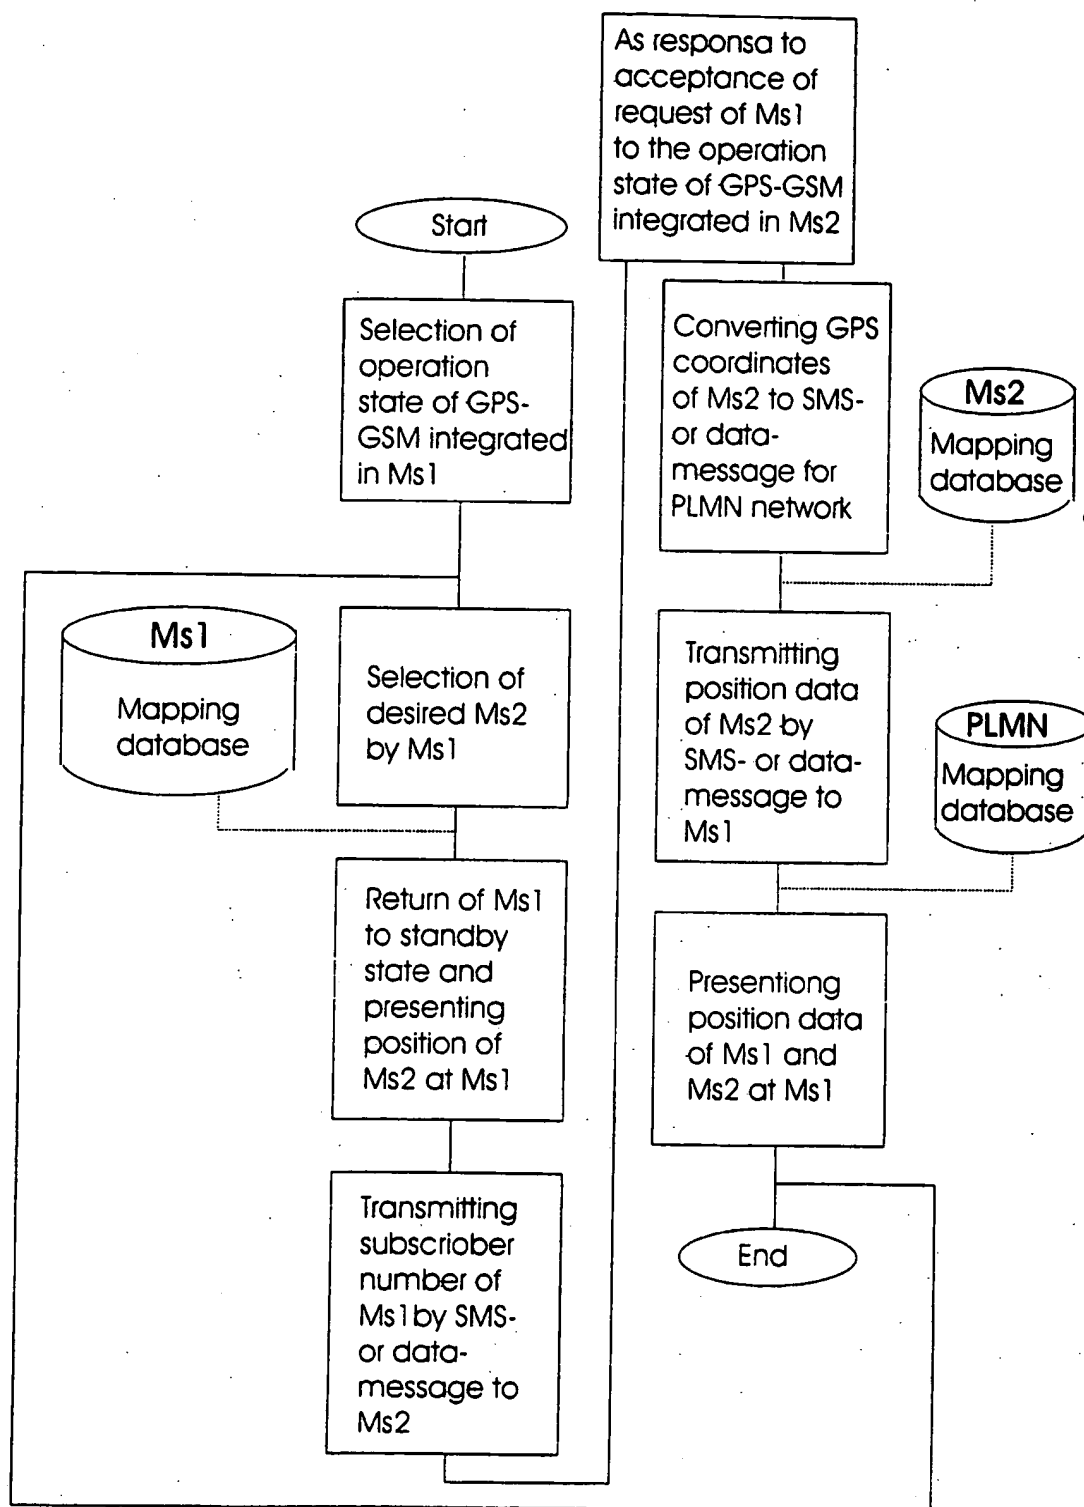 Start
Selection of
operation
state of GPS-
GSM integrated
in Ms1
Ms1
Mapping
database
Selection of
desired Ms2
by Ms1
Return of Ms1
to standby
state and
presenting
position of
Ms2 at Ms1
Transmitting
subscriober
number of
Ms1 by SMS-
or data-
message to
Ms2
As responsa to
acceptance of
request of Ms1
to the operation
state of GPS-GSM
integrated in Ms2
Converting GPS
coordinates
of Ms2 to SMS-
or data-
message for
PLMN network
Ms2
Mapping
database
Transmitting
position data
of Ms2 by
SMS- or data-
message to
Ms1
PLMN
Mapping
database
Presentiong
position data
of Ms1 and
Ms2 at Ms1
End